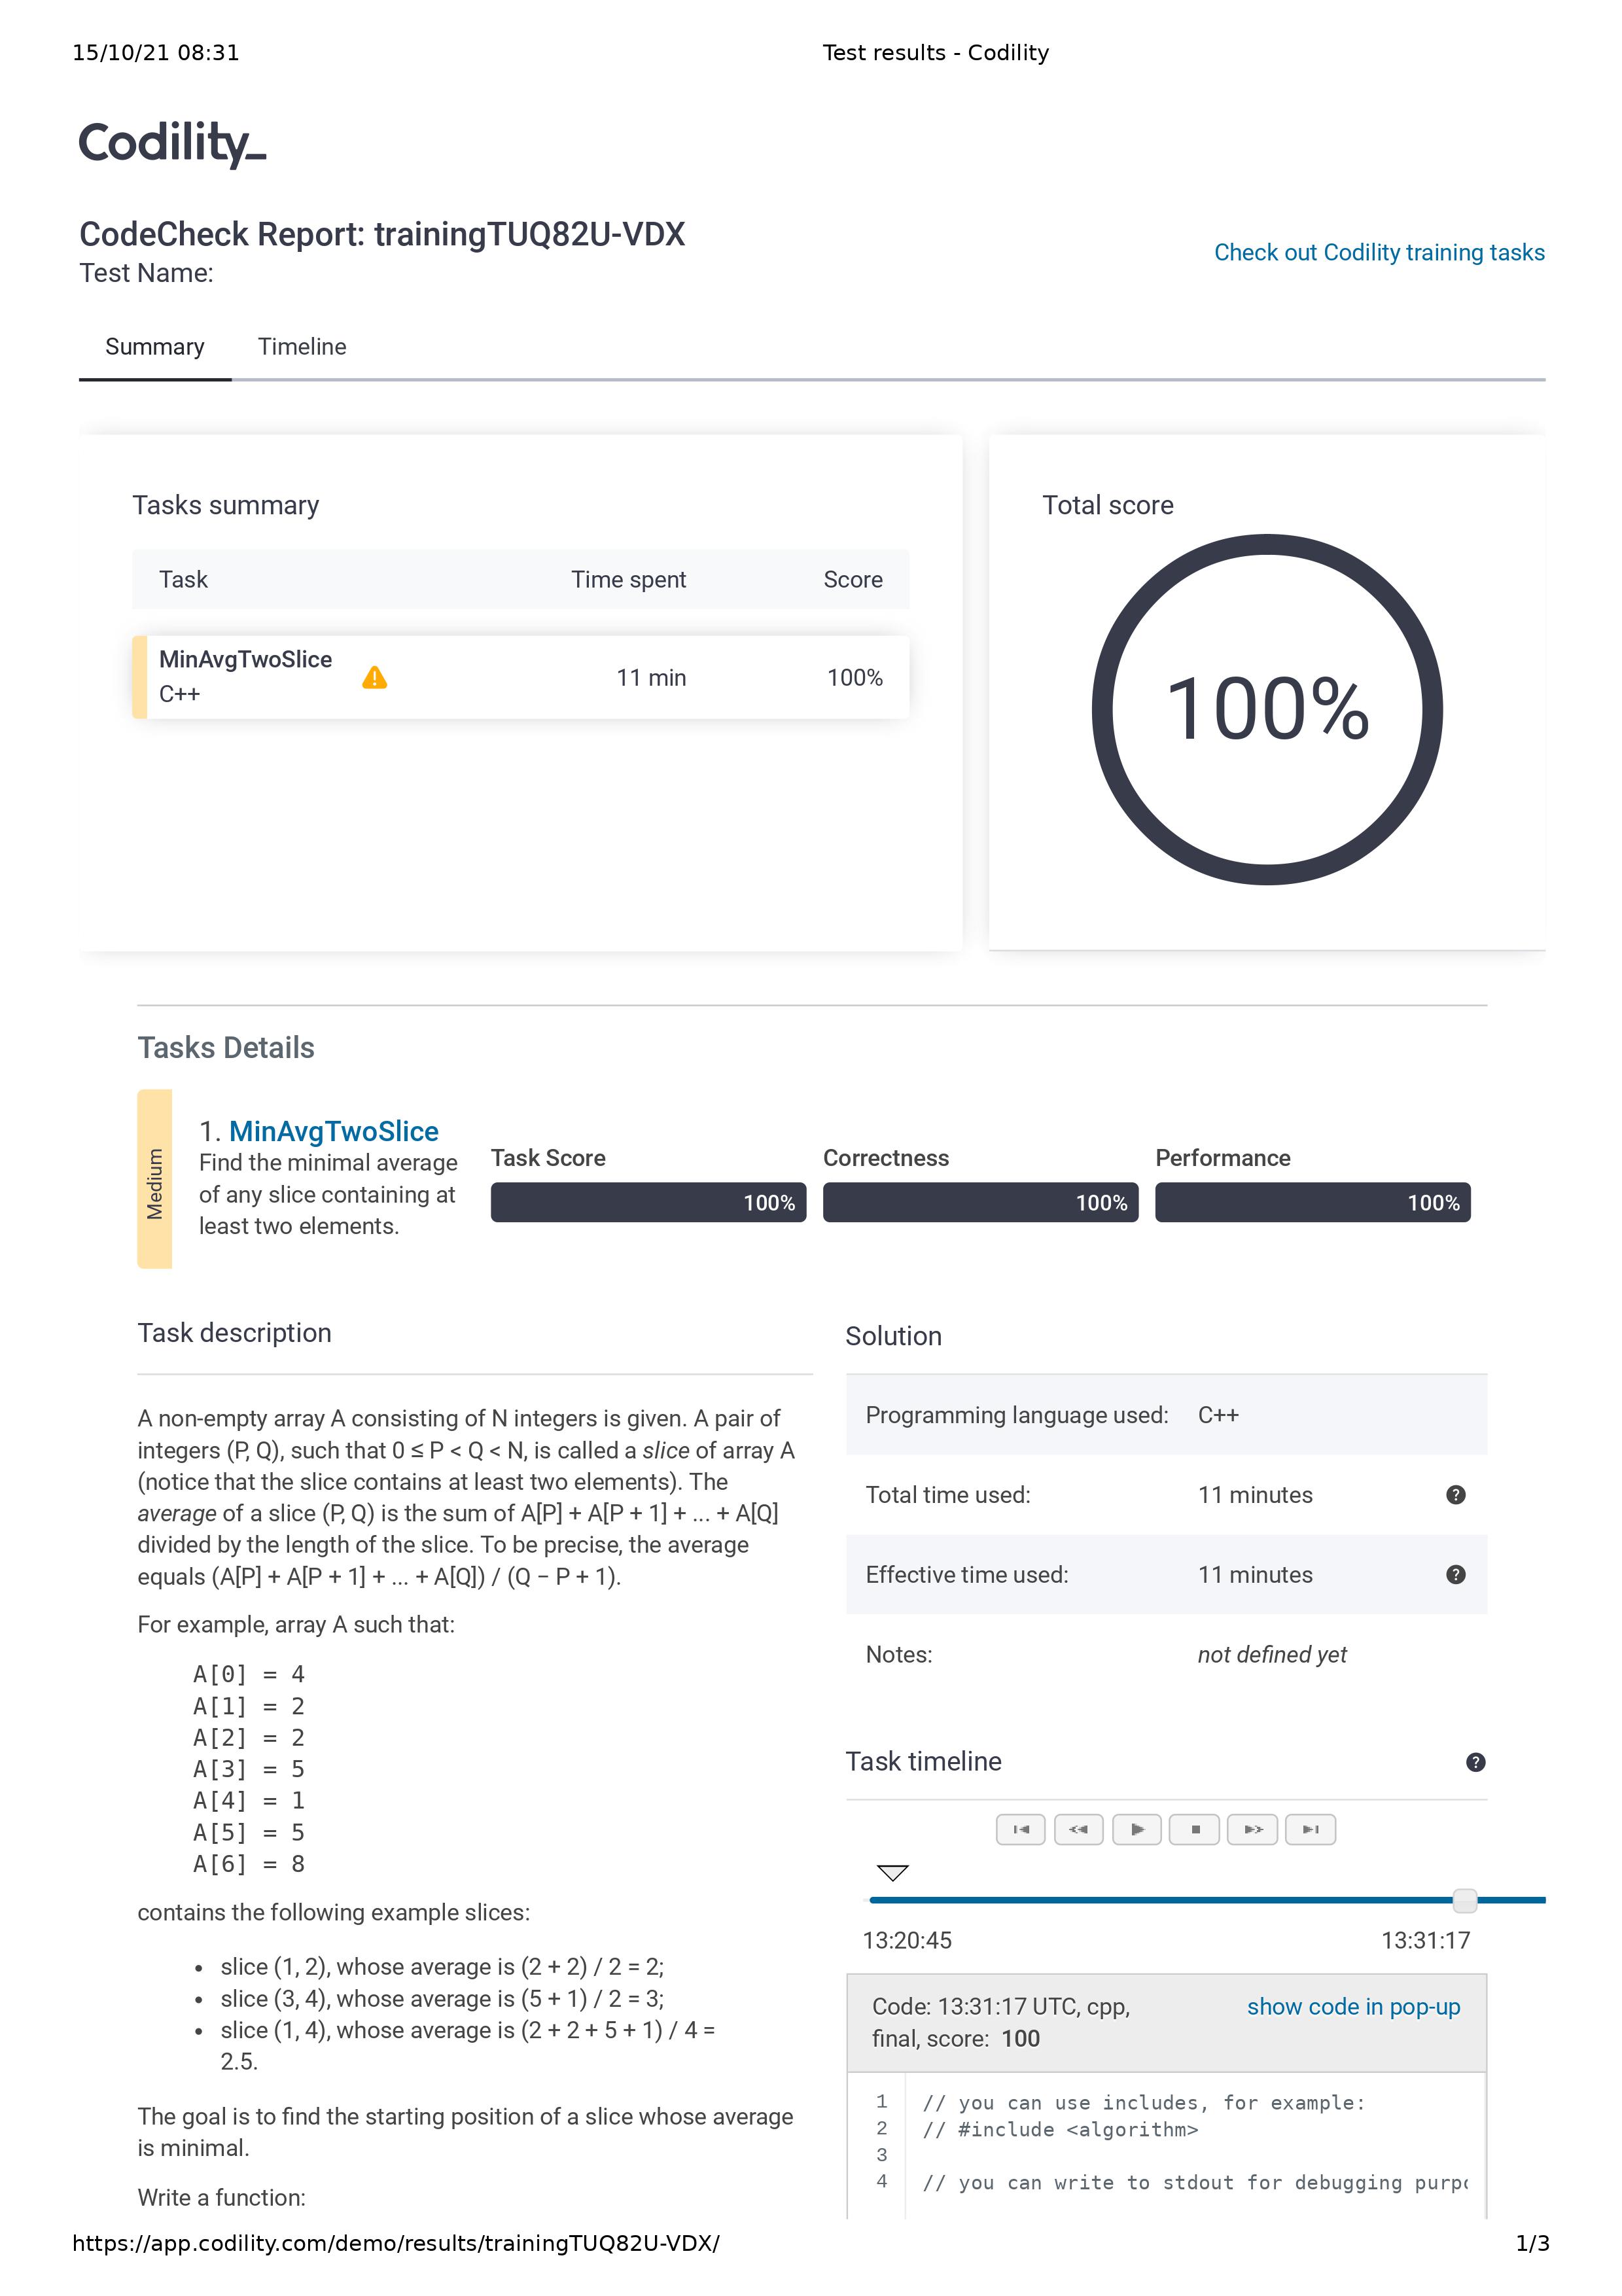 15/10/21 08:31
Test results - Codility
Codility_
CodeCheck Report: trainingTUQ82U-VDX
Test Name:
Check out Codility training tasks
Summary
Timeline
Tasks summary
Task Time spent Score
MinAvgTwoSlice
C++
11 min
100%
Total score
100%
Tasks Details
Medium
1. MinAvgTwoSlice
Find the minimal average
of any slice containing at
least two elements.
Task Score
100%
Correctness
100%
Performance
100%
Task description
A non-empty array A consisting of N integers is given. A pair of
integers (P, Q), such that 0 ≤ P < Q < N, is called a slice of array A
(notice that the slice contains at least two elements). The
average of a slice (P, Q) is the sum of A[P] + A[P + 1] + ... + A[Q]
divided by the length of the slice. To be precise, the average
equals (A[P] + A[P + 1] + ... + A[Q]) / (Q − P + 1).
For example, array A such that:
A[0] = 4
A[1] = 2
A[2] = 2
A[3] = 5
A[4] = 1
A[5] = 5
A[6] = 8
contains the following example slices:
• slice (1, 2), whose average is (2 + 2) / 2 = 2;
• slice (3, 4), whose average is (5 + 1) / 2 = 3;
• slice (1, 4), whose average is (2 + 2 + 5 + 1) / 4 =
2.5.
The goal is to find the starting position of a slice whose average
is minimal.
Write a function:
Solution
Programming language used: C++
Total time used: 11 minutes
Effective time used: 11 minutes
Notes: not defined yet
Task timeline
13:20:45
13:31:17
Code: 13:31:17 UTC, cpp,
final, score: 100
show code in pop-up
1 // you can use includes, for example:
2 // #include <algorithm>
3
4 // you can write to stdout for debugging purpo
https://app.codility.com/demo/results/trainingTUQ82U-VDX/
1/3